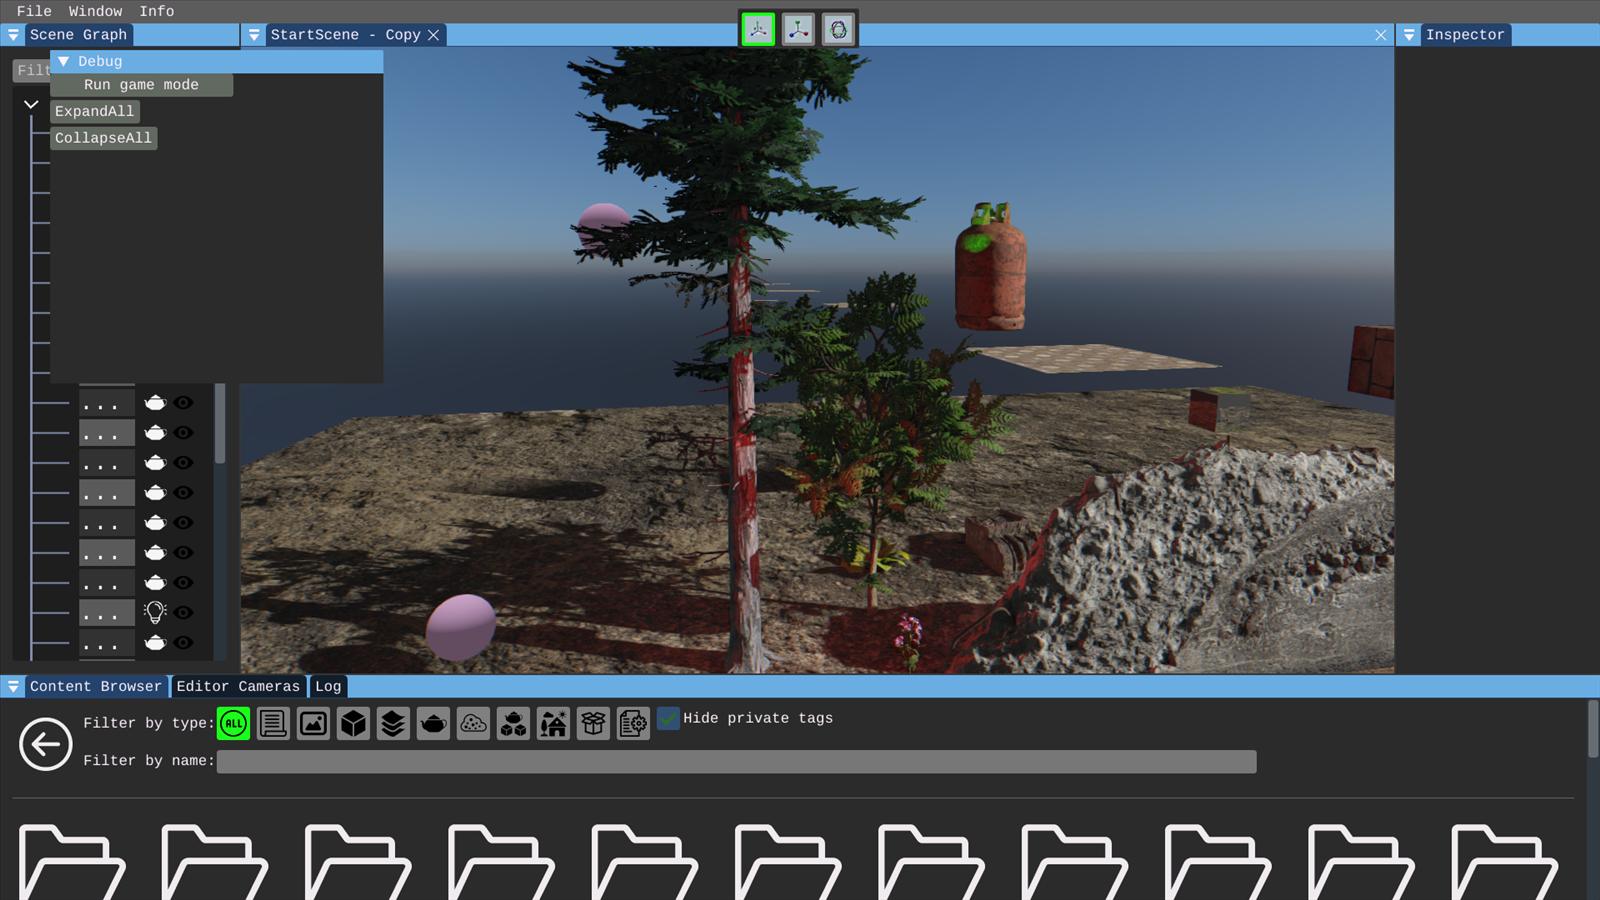 File Window Info
Scene Graph
StartScene - Copy
Inspector
Filt
Debug
Run game mode
ExpandAll
CollapseAll
...
...
...
...
...
...
...
...
...
Content Browser Editor Cameras Log
Filter by type: ALL Hide private tags
Filter by name: